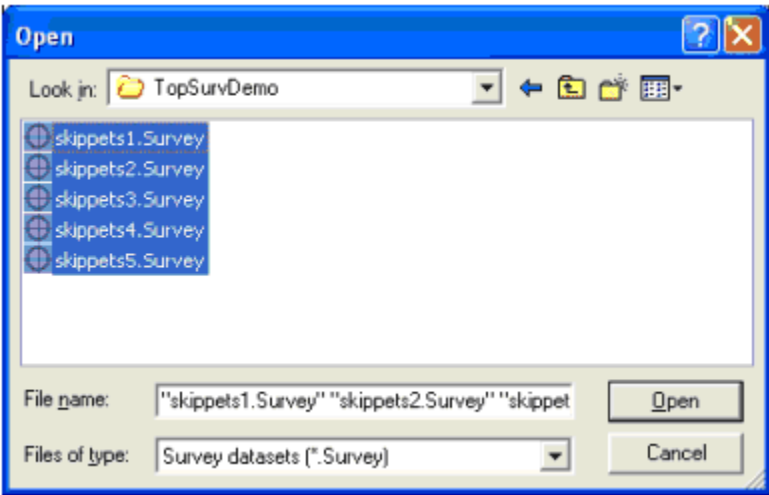 Open
Look in: TopSurvDemo
skippets1.Survey
skippets2.Survey
skippets3.Survey
skippets4.Survey
skippets5.Survey
File name: "skippets1.Survey" "skippets2.Survey" "skippet Open
Files of type: Survey datasets (*.Survey) Cancel